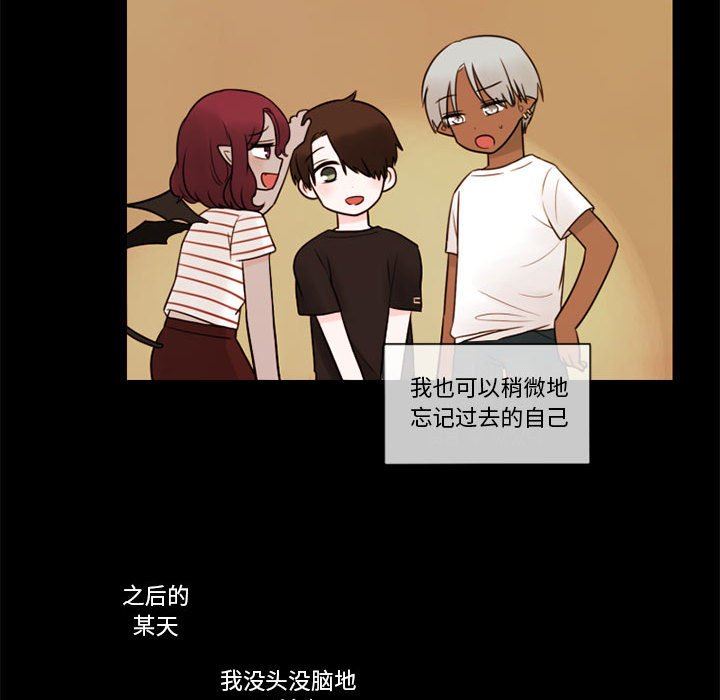 我也可以稍微地
忘记过去的自己
之后的
某天
我没头没脑地